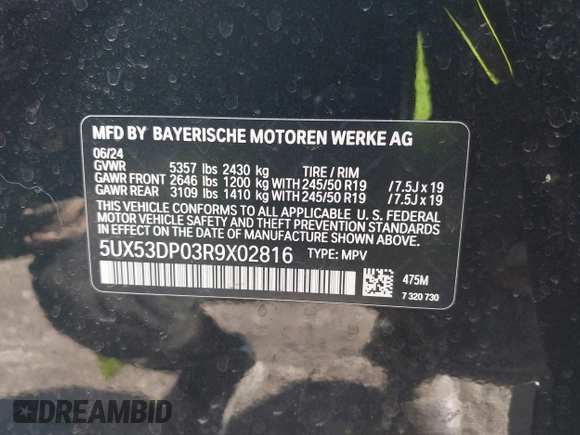 MFD BY BAYERISCHE MOTOREN WERKE AG
06/24
GVWR 5357 lbs 2430 kg TIRE / RIM
GAWR FRONT 2646 lbs 1200 kg WITH 245/50 R19 /7.5J x 19
GAWR REAR 3109 lbs 1410 kg WITH 245/50 R19 /7.5J x 19
THIS VEHICLE CONFORMS TO ALL APPLICABLE U. S. FEDERAL
MOTOR VEHICLE SAFETY AND THEFT PREVENTION STANDARDS
IN EFFECT ON THE DATE OF MANUFACTURE SHOWN ABOVE.
5UX53DP03R9X02816 TYPE: MPV
475M
7 320 730
DREAMBID